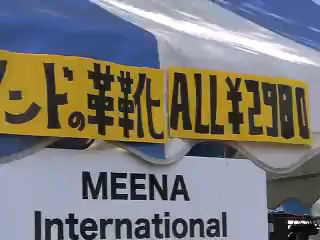 ンドの革靴 ALL¥2980
MEENA
International